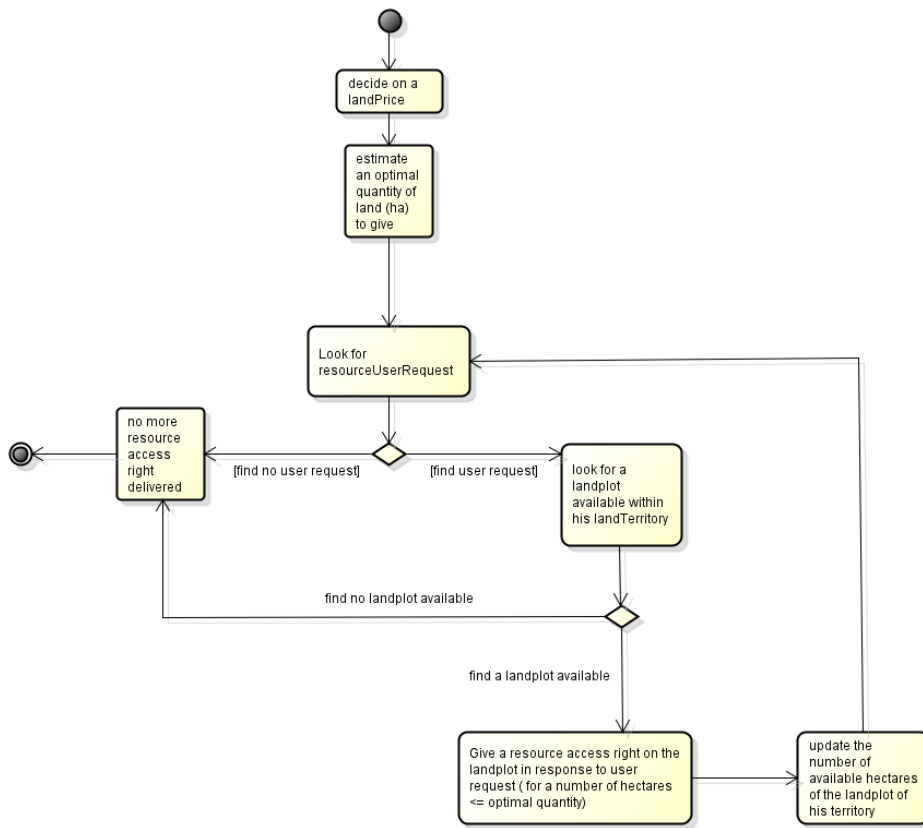 decide on a
landPrice
estimate
an optimal
quantity of
land (ha)
to give
Look for
resourceUserRequest
no more
resource
access
right
delivered
[find no user request]
[find user request]
look for a
landplot
available within
his landTerritory
find no landplot available
find a landplot available
Give a resource access right on the
landplot in response to user
request ( for a number of hectares
<= optimal quantity)
update the
number of
available hectares
of the landplot of
his territory